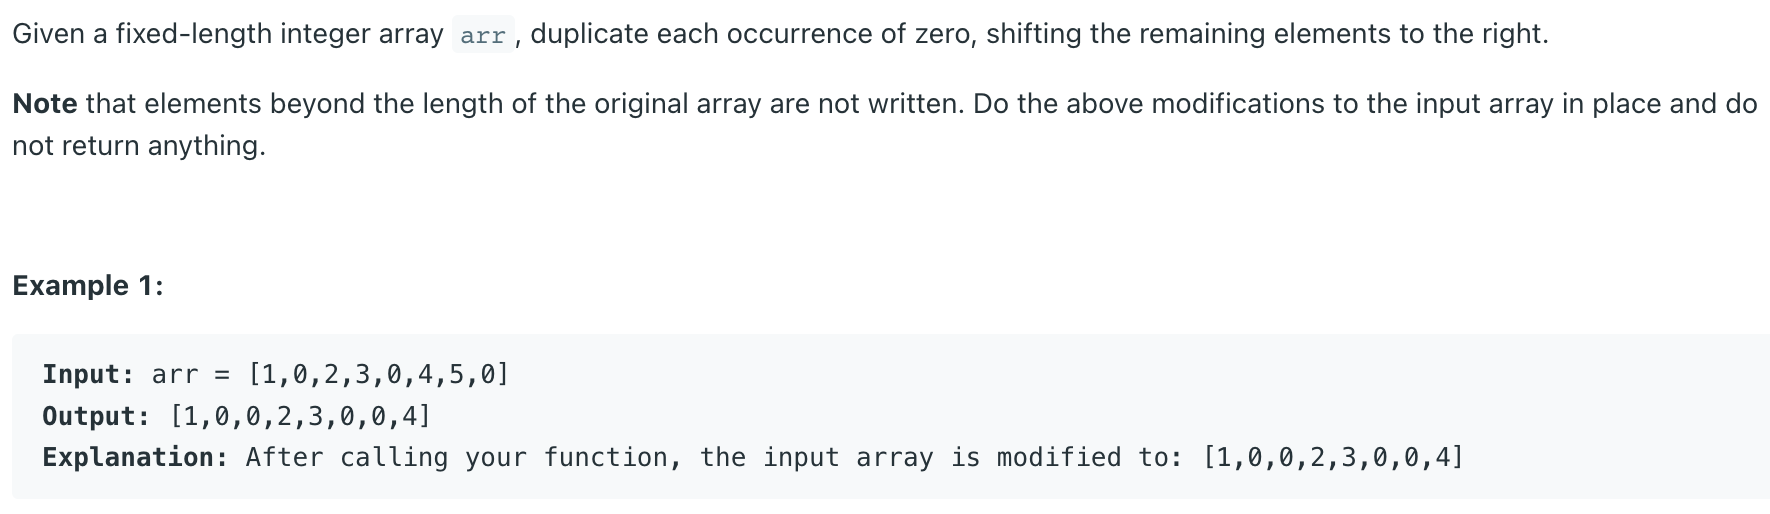 Given a fixed-length integer array arr , duplicate each occurrence of zero, shifting the remaining elements to the right.
Note that elements beyond the length of the original array are not written. Do the above modifications to the input array in place and do
not return anything.
Example 1:
Input: arr = [1,0,2,3,0,4,5,0]
Output: [1,0,0,2,3,0,0,4]
Explanation: After calling your function, the input array is modified to: [1,0,0,2,3,0,0,4]